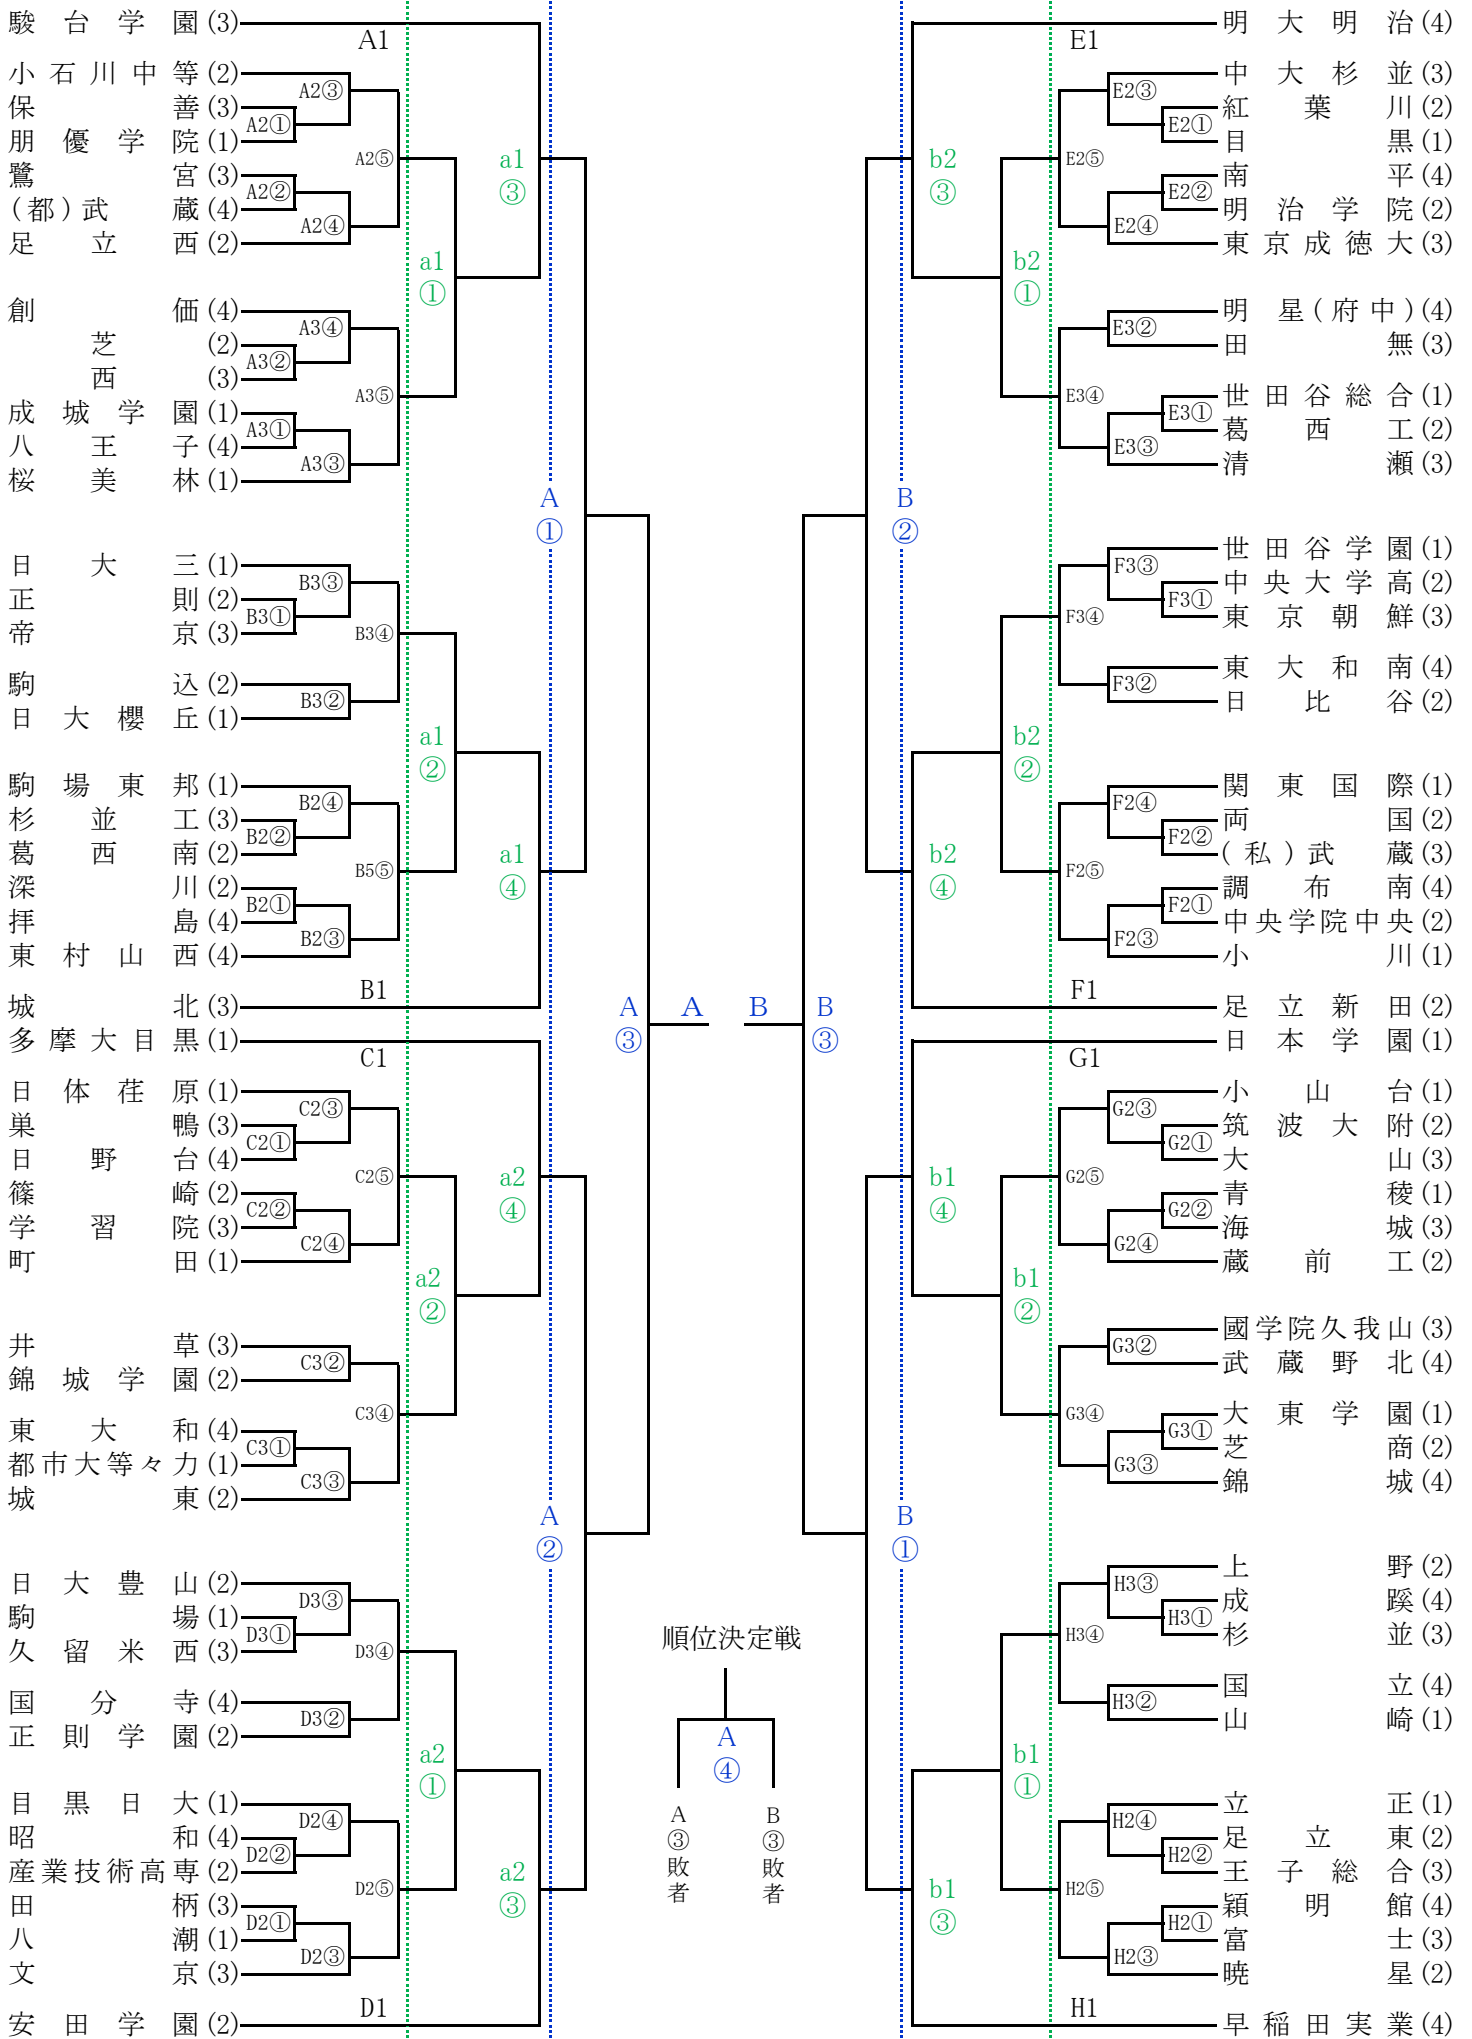 駿台学園(3)
A1
小石川中等(2)
A2③
保善(3)
A2①
朋優学院(1)
A2⑤
鷺宮(3)
A2②
(都)武蔵(4)
A2④
足立西(2)
a1
③
a1
①
創価(4)
A3④
芝(2)
A3②
西(3)
A3⑤
成城学園(1)
A3①
八王子(4)
A3③
桜美林(1)
A
①
日大三(1)
B3③
正則(2)
B3①
帝京(3)
B3④
駒込(2)
B3②
日大櫻丘(1)
a1
②
駒場東邦(1)
B2④
杉並工(3)
B2②
葛西南(2)
B5⑤
深川(2)
B2①
拝島(4)
B2③
東村山西(4)
a1
④
B1
城北(3)
A
③
A
多摩大目黒(1)
C1
日体荏原(1)
C2③
巣鴨(3)
C2①
日野台(4)
C2⑤
篠崎(2)
C2②
学習院(3)
C2④
町田(1)
a2
④
a2
②
井草(3)
C3②
錦城学園(2)
C3④
東大和(4)
C3①
都市大等々力(1)
C3③
城東(2)
A
②
日大豊山(2)
D3③
駒場(1)
D3①
久留米西(3)
D3④
国分寺(4)
D3②
正則学園(2)
a2
①
目黒日大(1)
D2④
昭和(4)
D2②
産業技術高専(2)
D2⑤
田柄(3)
D2①
八潮(1)
D2③
文京(3)
a2
③
D1
安田学園(2)
順位決定戦
A
④
A③敗者
B③敗者
明大明治(4)
E1
中大杉並(3)
E2③
紅葉川(2)
E2①
目黒(1)
E2⑤
南平(4)
E2②
明治学院(2)
E2④
東京成徳大(3)
b2
③
b2
①
明星(府中)(4)
E3②
田無(3)
E3④
世田谷総合(1)
E3①
葛西工(2)
E3③
清瀬(3)
B
②
世田谷学園(1)
F3③
中央大学高(2)
F3①
東京朝鮮(3)
F3④
東大和南(4)
F3②
日比谷(2)
b2
②
関東国際(1)
F2④
両国(2)
F2②
(私)武蔵(3)
F2⑤
調布南(4)
F2①
中央学院中央(2)
F2③
小川(1)
b2
④
F1
足立新田(2)
B
B
③
日本学園(1)
G1
小山台(1)
G2③
筑波大附(2)
G2①
大山(3)
G2⑤
青稜(1)
G2②
海城(3)
G2④
蔵前工(2)
b1
④
b1
②
國学院久我山(3)
G3②
武蔵野北(4)
G3④
大東学園(1)
G3①
芝商(2)
G3③
錦城(4)
B
①
上野(2)
H3③
成蹊(4)
H3①
杉並(3)
H3④
国立(4)
H3②
山崎(1)
b1
①
立正(1)
H2④
足立東(2)
H2②
王子総合(3)
H2⑤
穎明館(4)
H2①
富士(3)
H2③
暁星(2)
b1
③
H1
早稲田実業(4)